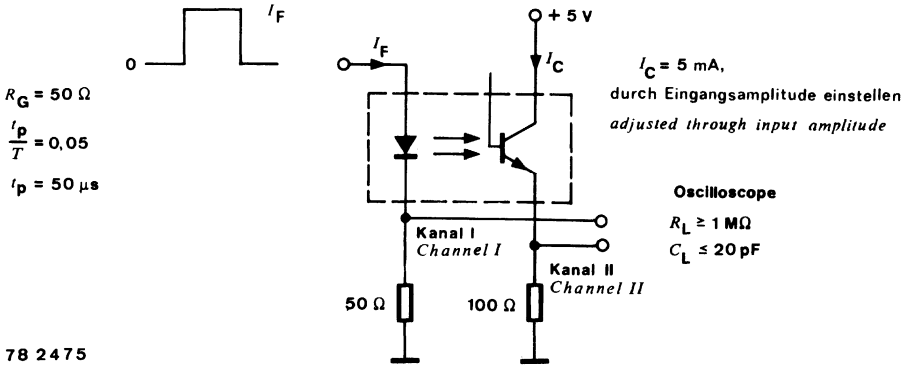 I_F
0
+ 5 V
I_F
I_C
I_C = 5 mA,
durch Eingangsamplitude einstellen
adjusted through input amplitude
R_G = 50 Ω
t_p / T = 0,05
t_p = 50 µs
Oscilloscope
R_L ≥ 1 MΩ
C_L ≤ 20 pF
Kanal I
Channel I
Kanal II
Channel II
50 Ω
100 Ω
78 2475